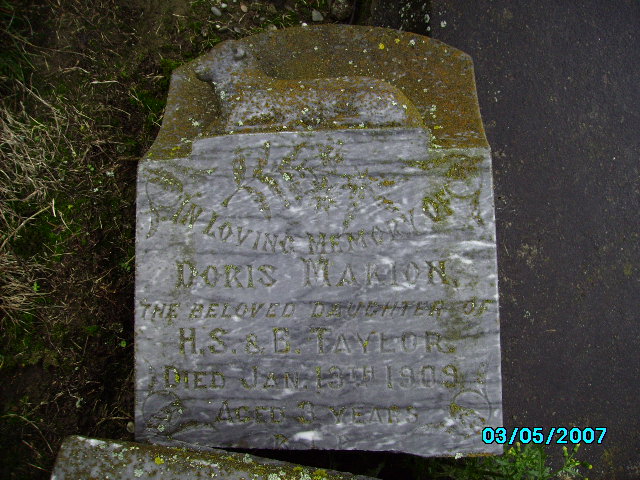 IN LOVING MEMORY OF
DORIS MARION,
THE BELOVED DAUGHTER OF
H.S. & B. TAYLOR.
DIED JAN. 19TH 1909
AGED 3 YEARS
03/05/2007